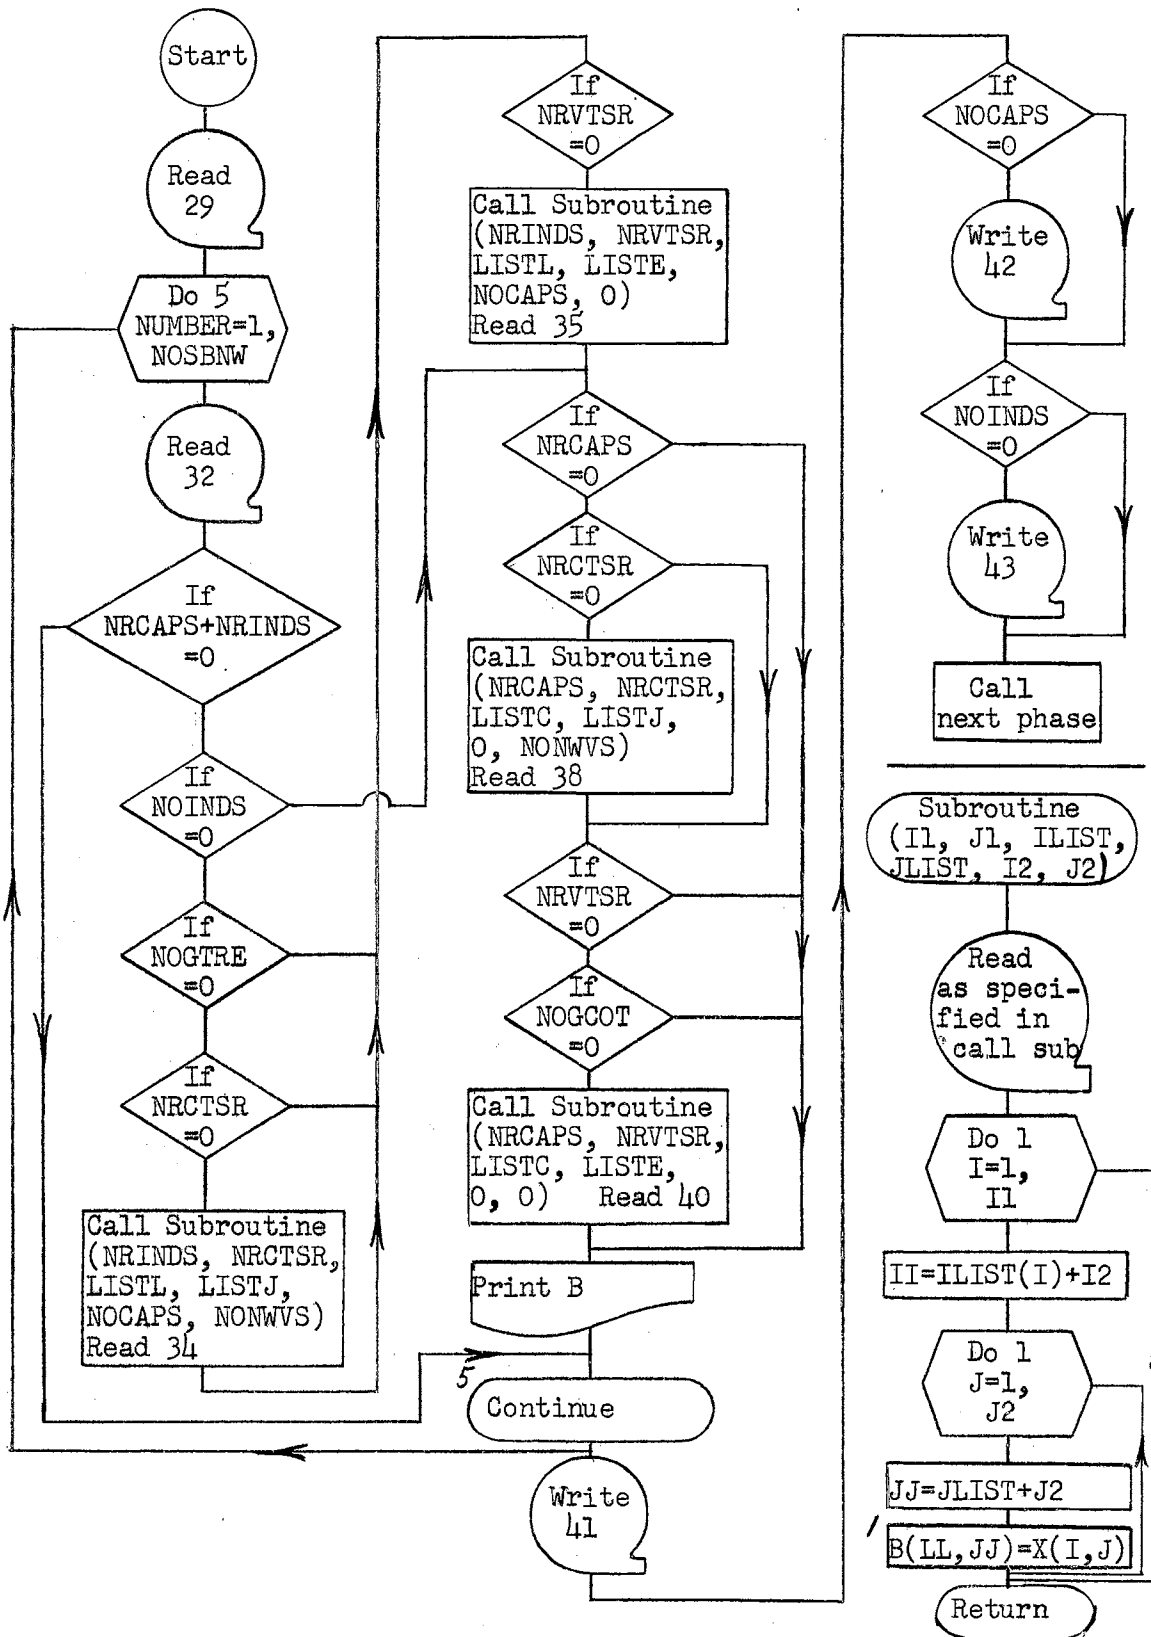 Start
Read
29
Do 5
NUMBER=1,
NOSBNW
Read
32
If
NRCAPS+NRINDS
=0
If
NOINDS
=0
If
NOGTRE
=0
If
NRCTSR
=0
Call Subroutine
(NRINDS, NRCTSR,
LISTL, LISTJ,
NOCAPS, NONWVS)
Read 34
If
NRVTSR
=0
Call Subroutine
(NRINDS, NRVTSR,
LISTL, LISTE,
NOCAPS, 0)
Read 35
If
NRCAPS
=0
If
NRCTSR
=0
Call Subroutine
(NRCAPS, NRCTSR,
LISTC, LISTJ,
0, NONWVS)
Read 38
If
NRVTSR
=0
If
NOGCOT
=0
Call Subroutine
(NRCAPS, NRVTSR,
LISTC, LISTE,
0, 0) Read 40
Print B
5
Continue
Write
41
If
NOCAPS
=0
Write
42
If
NOINDS
=0
Write
43
Call
next phase
Subroutine
(I1, J1, ILIST,
JLIST, I2, J2)
Read
as speci-
fied in
call sub
Do 1
I=1,
I1
II=ILIST(I)+I2
Do 1
J=1,
J2
JJ=JLIST+J2
B(LL,JJ)=X(I,J)
Return